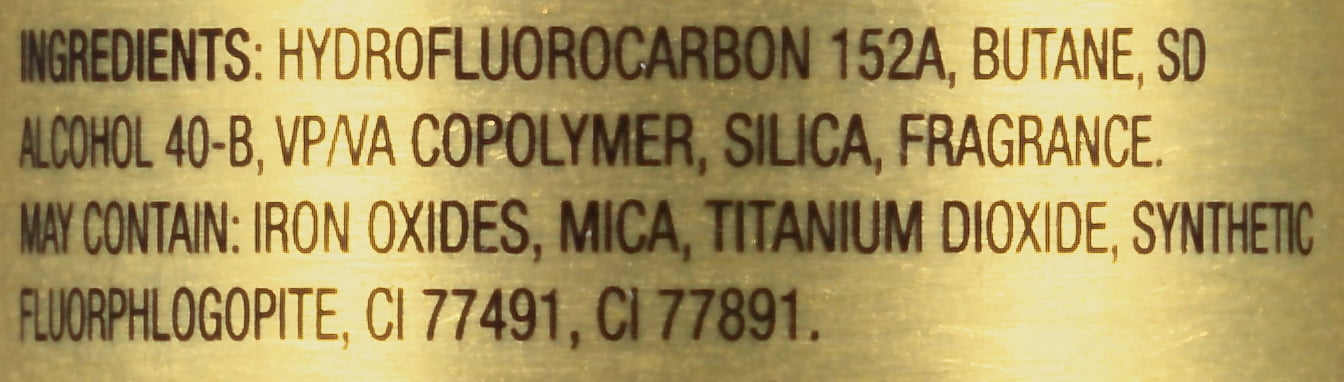 INGREDIENTS: HYDROFLUOROCARBON 152A, BUTANE, SD
ALCOHOL 40-B, VP/VA COPOLYMER, SILICA, FRAGRANCE.
MAY CONTAIN: IRON OXIDES, MICA, TITANIUM DIOXIDE, SYNTHETIC
FLUORPHLOGOPITE, CI 77491, CI 77891.